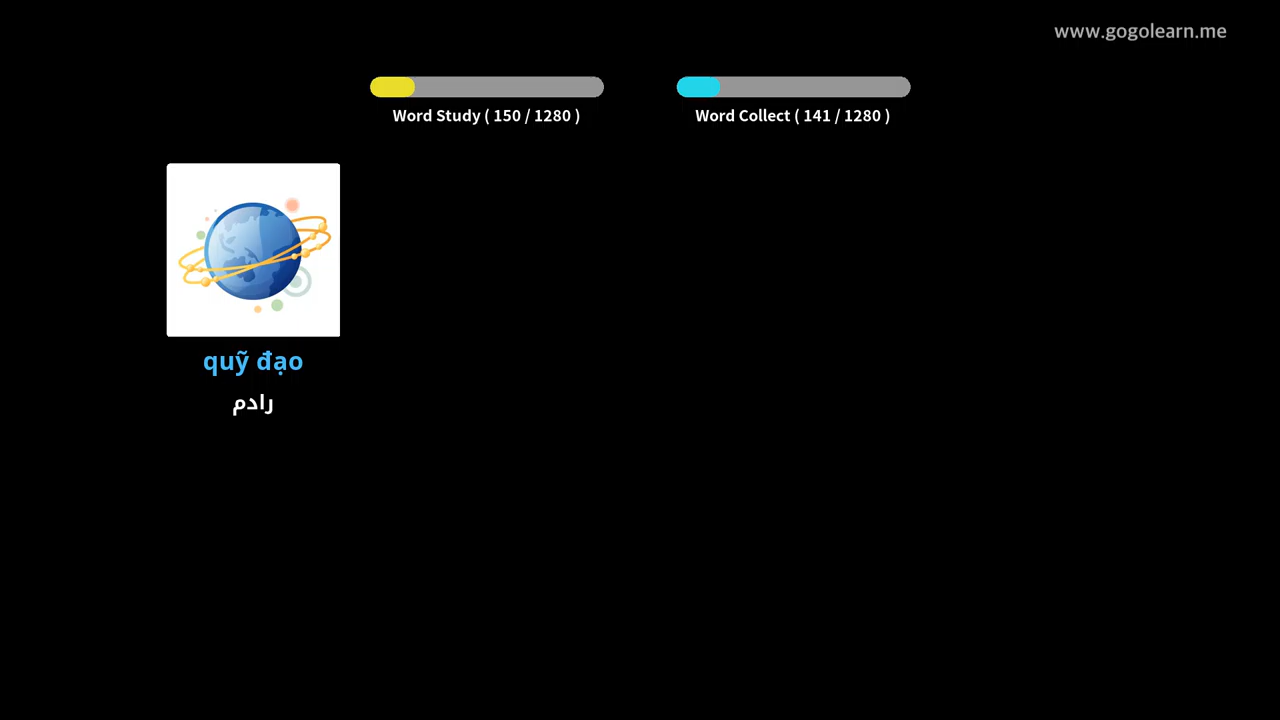 www.gogolearn.me
Word Study ( 150 / 1280 )
Word Collect ( 141 / 1280 )
quỹ đạo
رادم